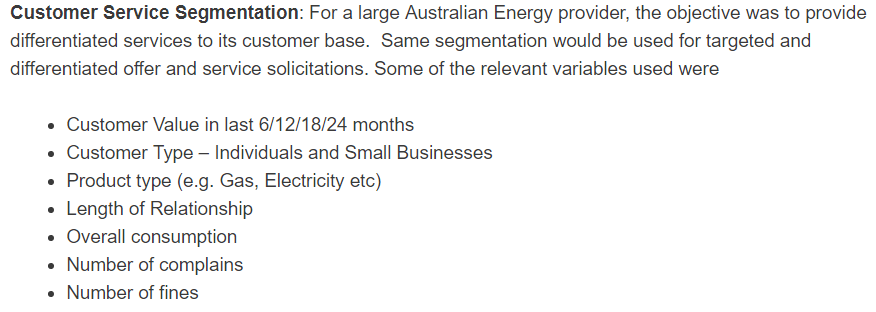 Customer Service Segmentation: For a large Australian Energy provider, the objective was to provide
differentiated services to its customer base.  Same segmentation would be used for targeted and
differentiated offer and service solicitations. Some of the relevant variables used were
• Customer Value in last 6/12/18/24 months
• Customer Type – Individuals and Small Businesses
• Product type (e.g. Gas, Electricity etc)
• Length of Relationship
• Overall consumption
• Number of complains
• Number of fines